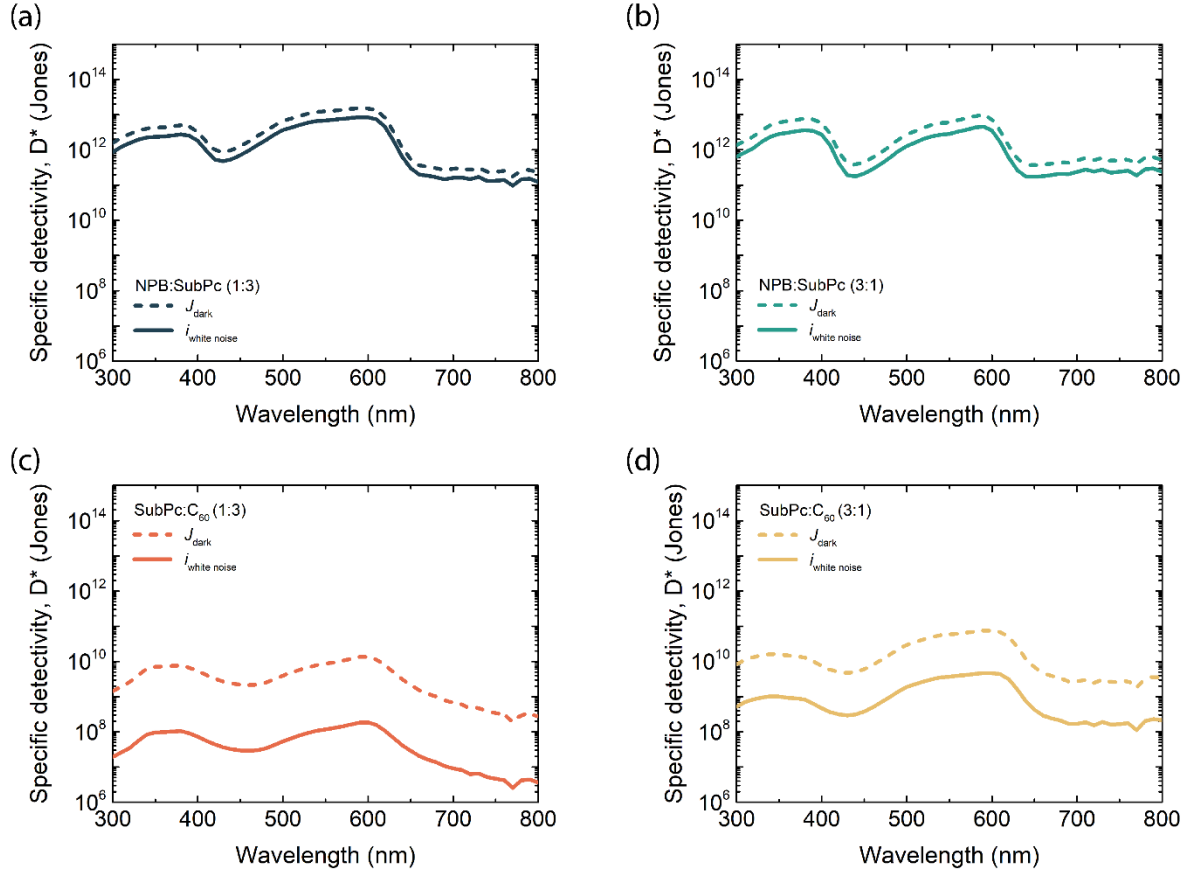 (a)
Specific detectivity, D* (Jones)
10^14
10^12
10^10
10^8
10^6
NPB:SubPc (1:3)
J_dark
i_white noise
300 400 500 600 700 800
Wavelength (nm)
(b)
Specific detectivity, D* (Jones)
10^14
10^12
10^10
10^8
10^6
NPB:SubPc (3:1)
J_dark
i_white noise
300 400 500 600 700 800
Wavelength (nm)
(c)
Specific detectivity, D* (Jones)
10^14
10^12
10^10
10^8
10^6
SubPc:C_60 (1:3)
J_dark
i_white noise
300 400 500 600 700 800
Wavelength (nm)
(d)
Specific detectivity, D* (Jones)
10^14
10^12
10^10
10^8
10^6
SubPc:C_60 (3:1)
J_dark
i_white noise
300 400 500 600 700 800
Wavelength (nm)